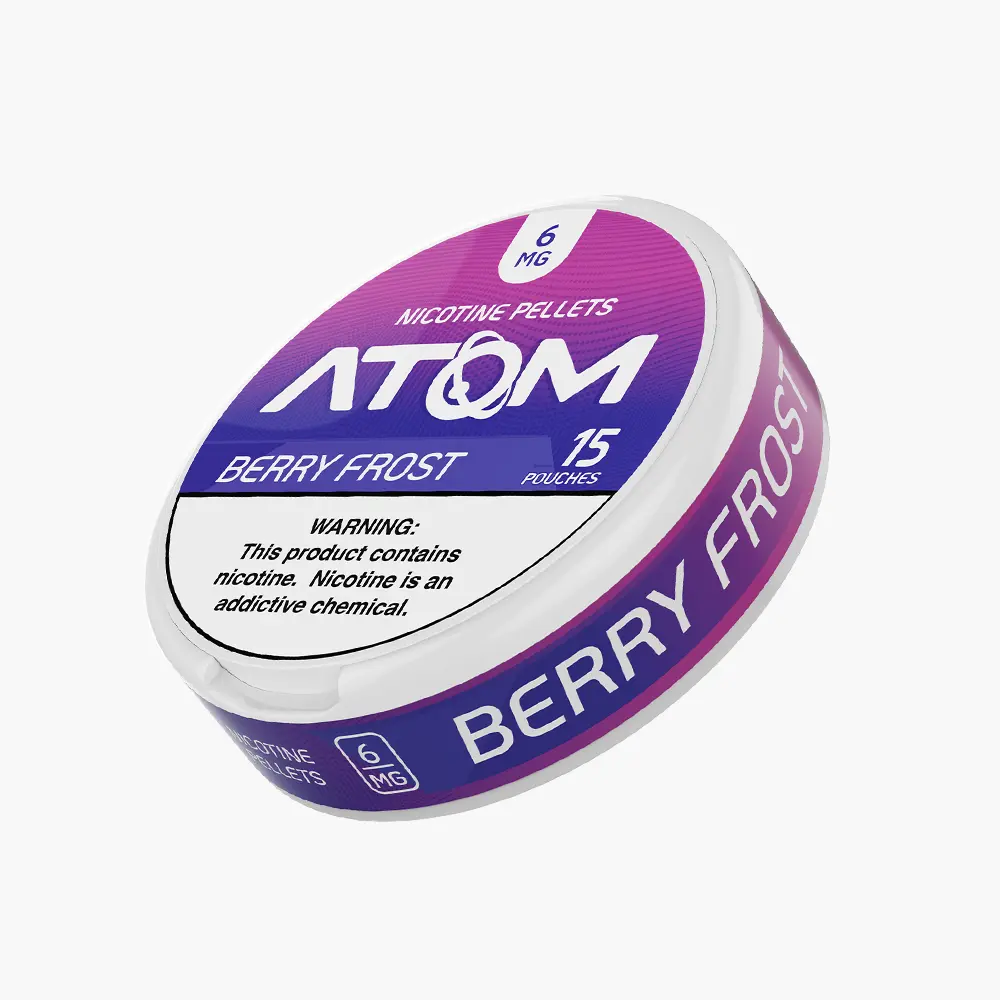 6
MG
NICOTINE PELLETS
ATOM
BERRY FROST
15
POUCHES
WARNING:
This product contains
nicotine. Nicotine is an
addictive chemical.
NICOTINE
PELLETS
6
MG
BERRY FROST